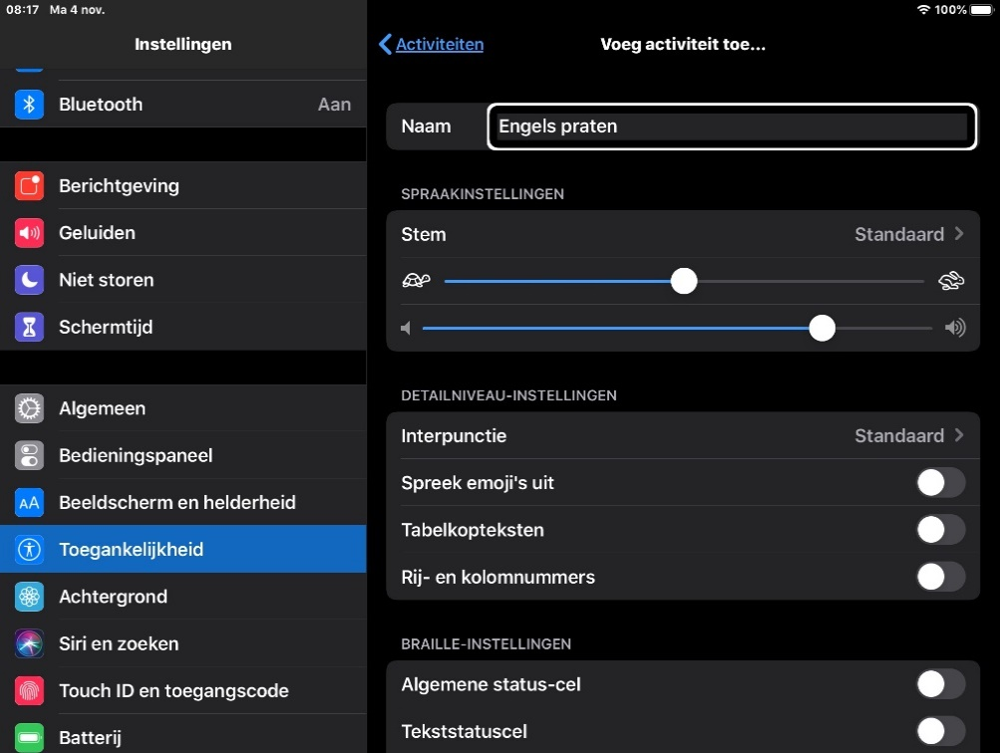 08:17 Ma 4 nov.
100%
Instellingen
Bluetooth Aan
Berichtgeving
Geluiden
Niet storen
Schermtijd
Algemeen
Bedieningspaneel
AA Beeldscherm en helderheid
Toegankelijkheid
Achtergrond
Siri en zoeken
Touch ID en toegangscode
Batterij
Activiteiten
Voeg activiteit toe...
Naam Engels praten
SPRAAKINSTELLINGEN
Stem Standaard
DETAILNIVEAU-INSTELLINGEN
Interpunctie Standaard
Spreek emoji's uit
Tabelkopteksten
Rij- en kolomnummers
BRAILLE-INSTELLINGEN
Algemene status-cel
Tekststatuscel